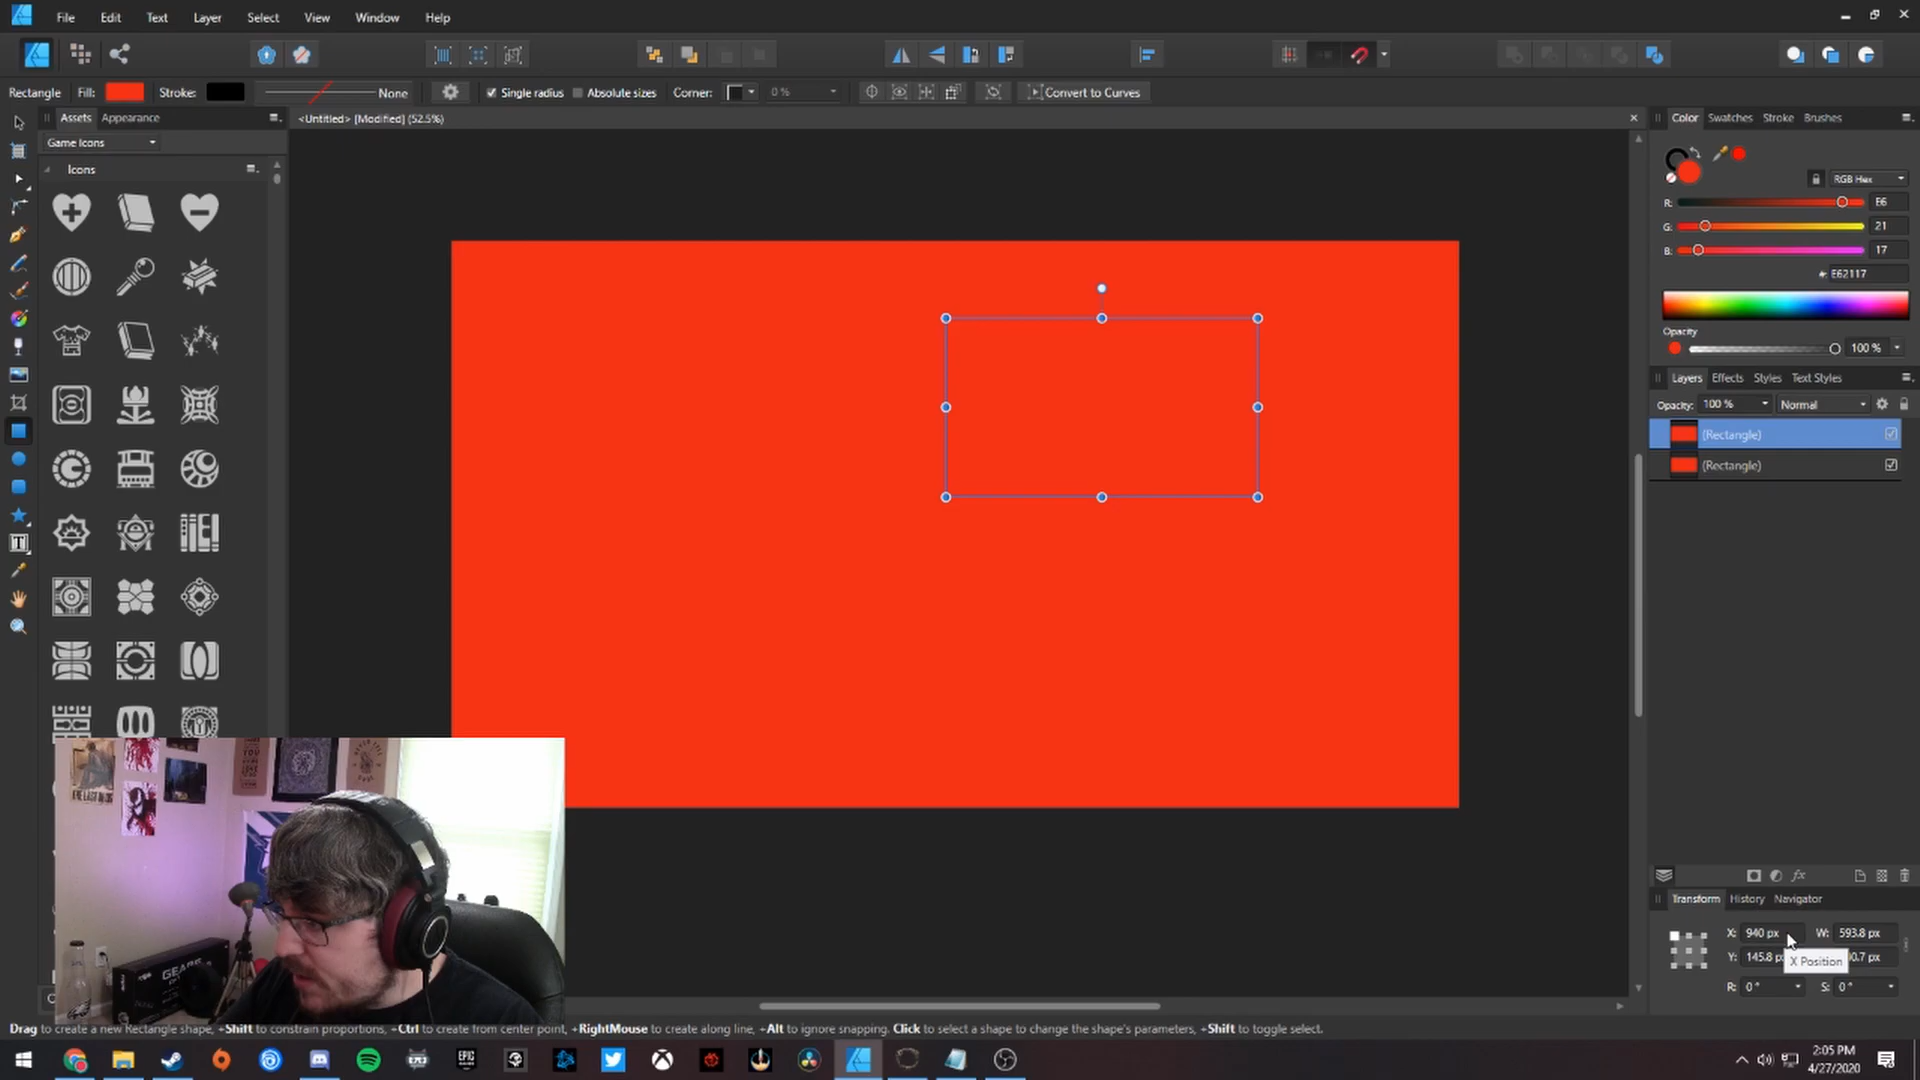 File Edit Text Layer Select View Window Help
Rectangle Fill: Stroke: None Single radius Absolute sizes Corner: 0 % Convert to Curves
Assets Appearance
<Untitled> [Modified] (52.5%)
Color Swatches Stroke Brushes
Game Icons
Icons
RGB Hex
R: E6
G: 21
B: 17
#: E62117
Opacity
100 %
Layers Effects Styles Text Styles
Opacity: 100 % Normal
(Rectangle)
(Rectangle)
Transform History Navigator
X: 940 px W: 593.8 px
Y: 145.8 px 0.7 px
X Position
R: 0 ° S: 0 °
GEARS
Drag to create a new Rectangle shape, +Shift to constrain proportions, +Ctrl to create from center point, +RightMouse to create along line, +Alt to ignore snapping. Click to select a shape to change the shape's parameters, +Shift to toggle select.
EPIC
2:05 PM
4/27/2020